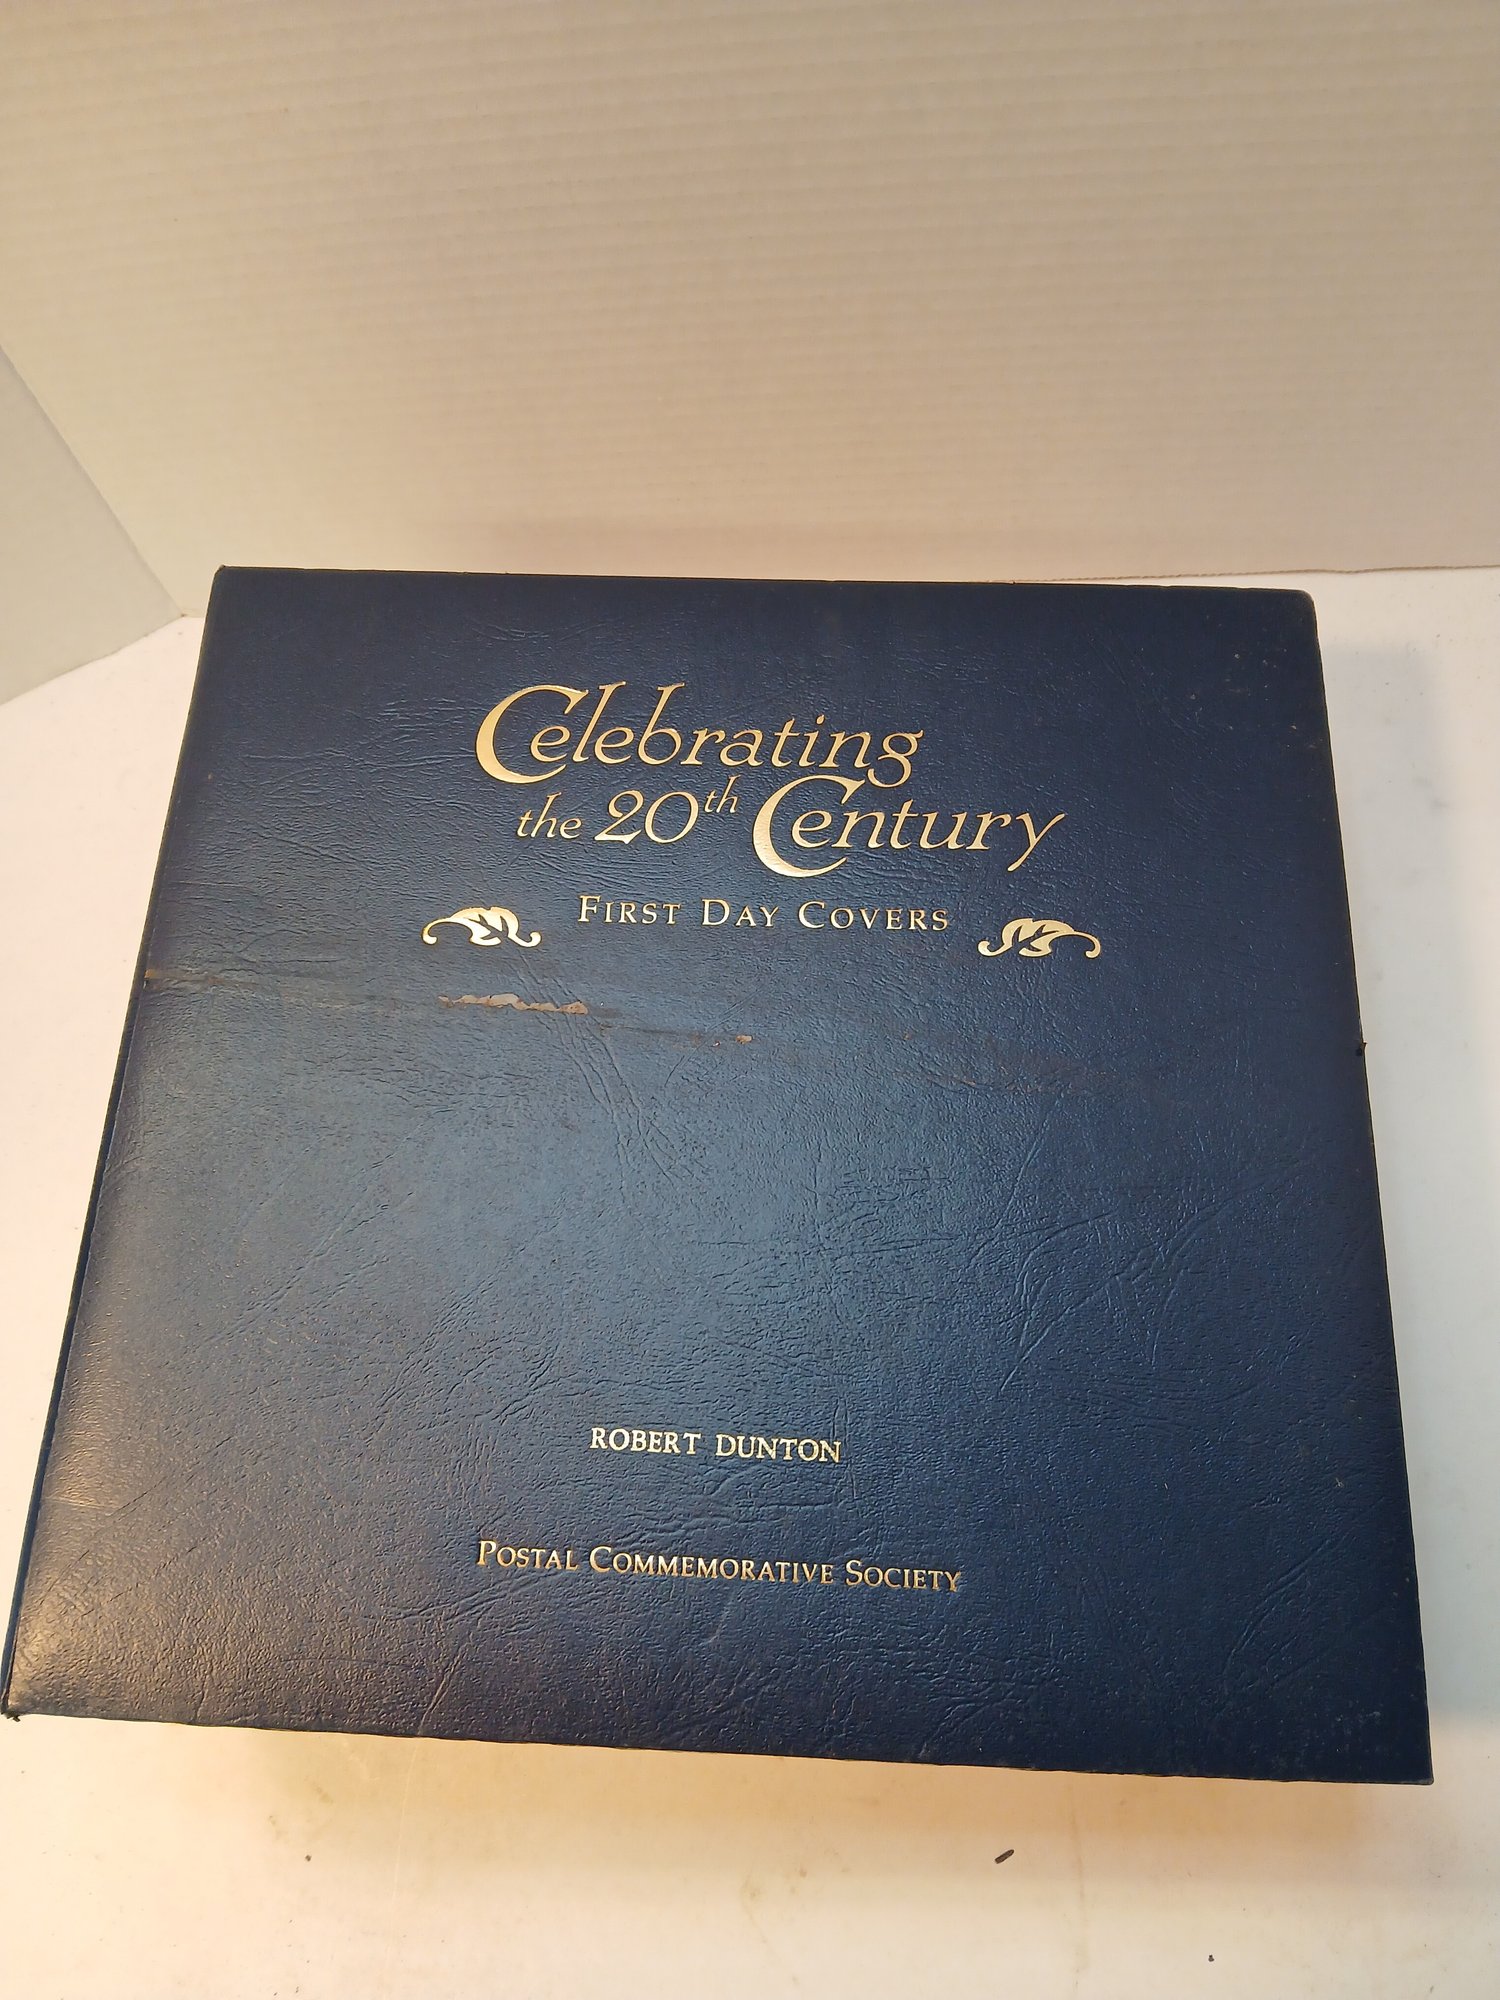 Celebrating
the 20th Century
First Day Covers
ROBERT DUNTON
Postal Commemorative Society